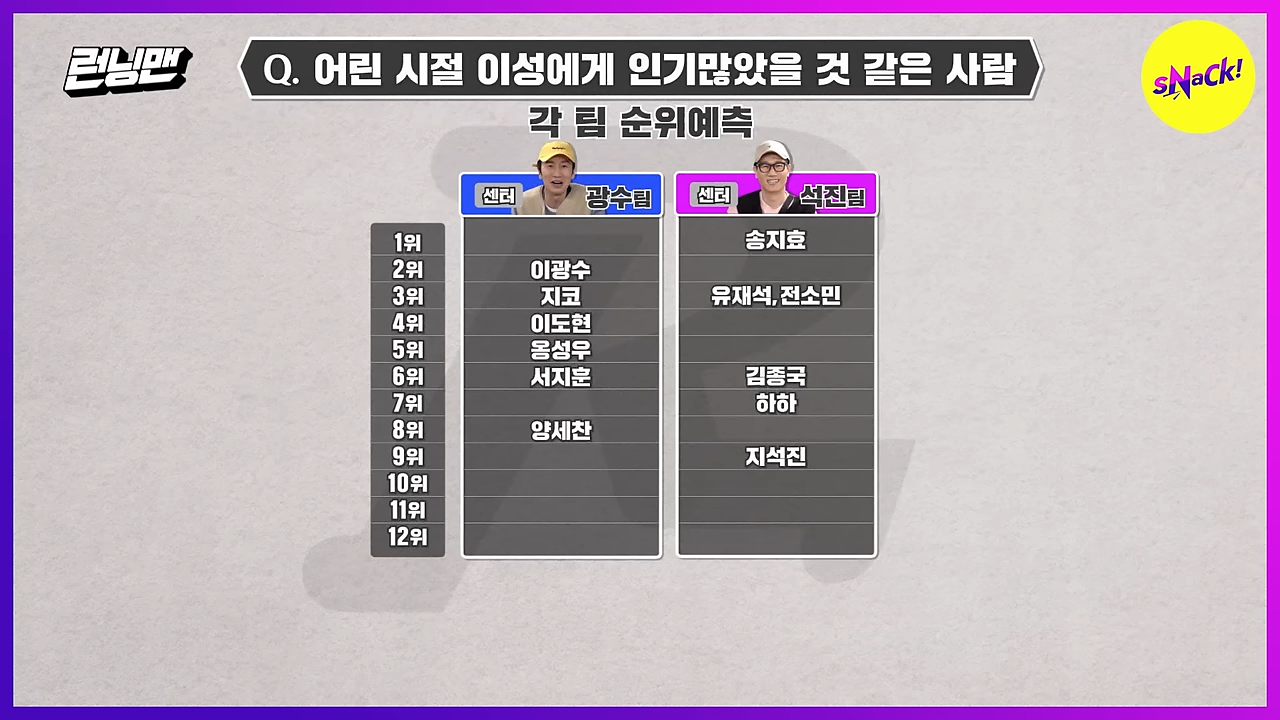 런닝맨
Q. 어린 시절 이성에게 인기많았을 것 같은 사람
sNaCk!
각 팀 순위예측
센터 광수팀 센터 석진팀
1위 송지효
2위 이광수
3위 지코 유재석, 전소민
4위 이도현
5위 옹성우
6위 서지훈 김종국
7위 하하
8위 양세찬
9위 지석진
10위
11위
12위